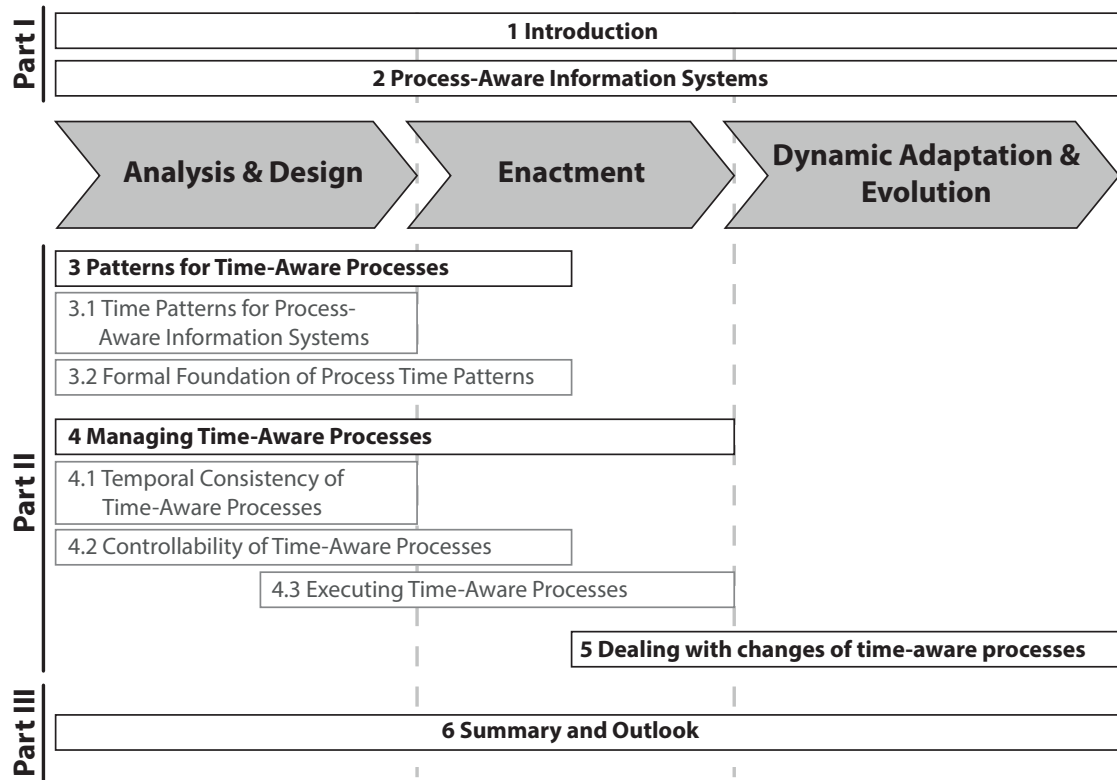 Part I
1 Introduction
2 Process-Aware Information Systems
Analysis & Design
Enactment
Dynamic Adaptation &
Evolution
Part II
3 Patterns for Time-Aware Processes
3.1 Time Patterns for Process-
Aware Information Systems
3.2 Formal Foundation of Process Time Patterns
4 Managing Time-Aware Processes
4.1 Temporal Consistency of
Time-Aware Processes
4.2 Controllability of Time-Aware Processes
4.3 Executing Time-Aware Processes
5 Dealing with changes of time-aware processes
Part III
6 Summary and Outlook